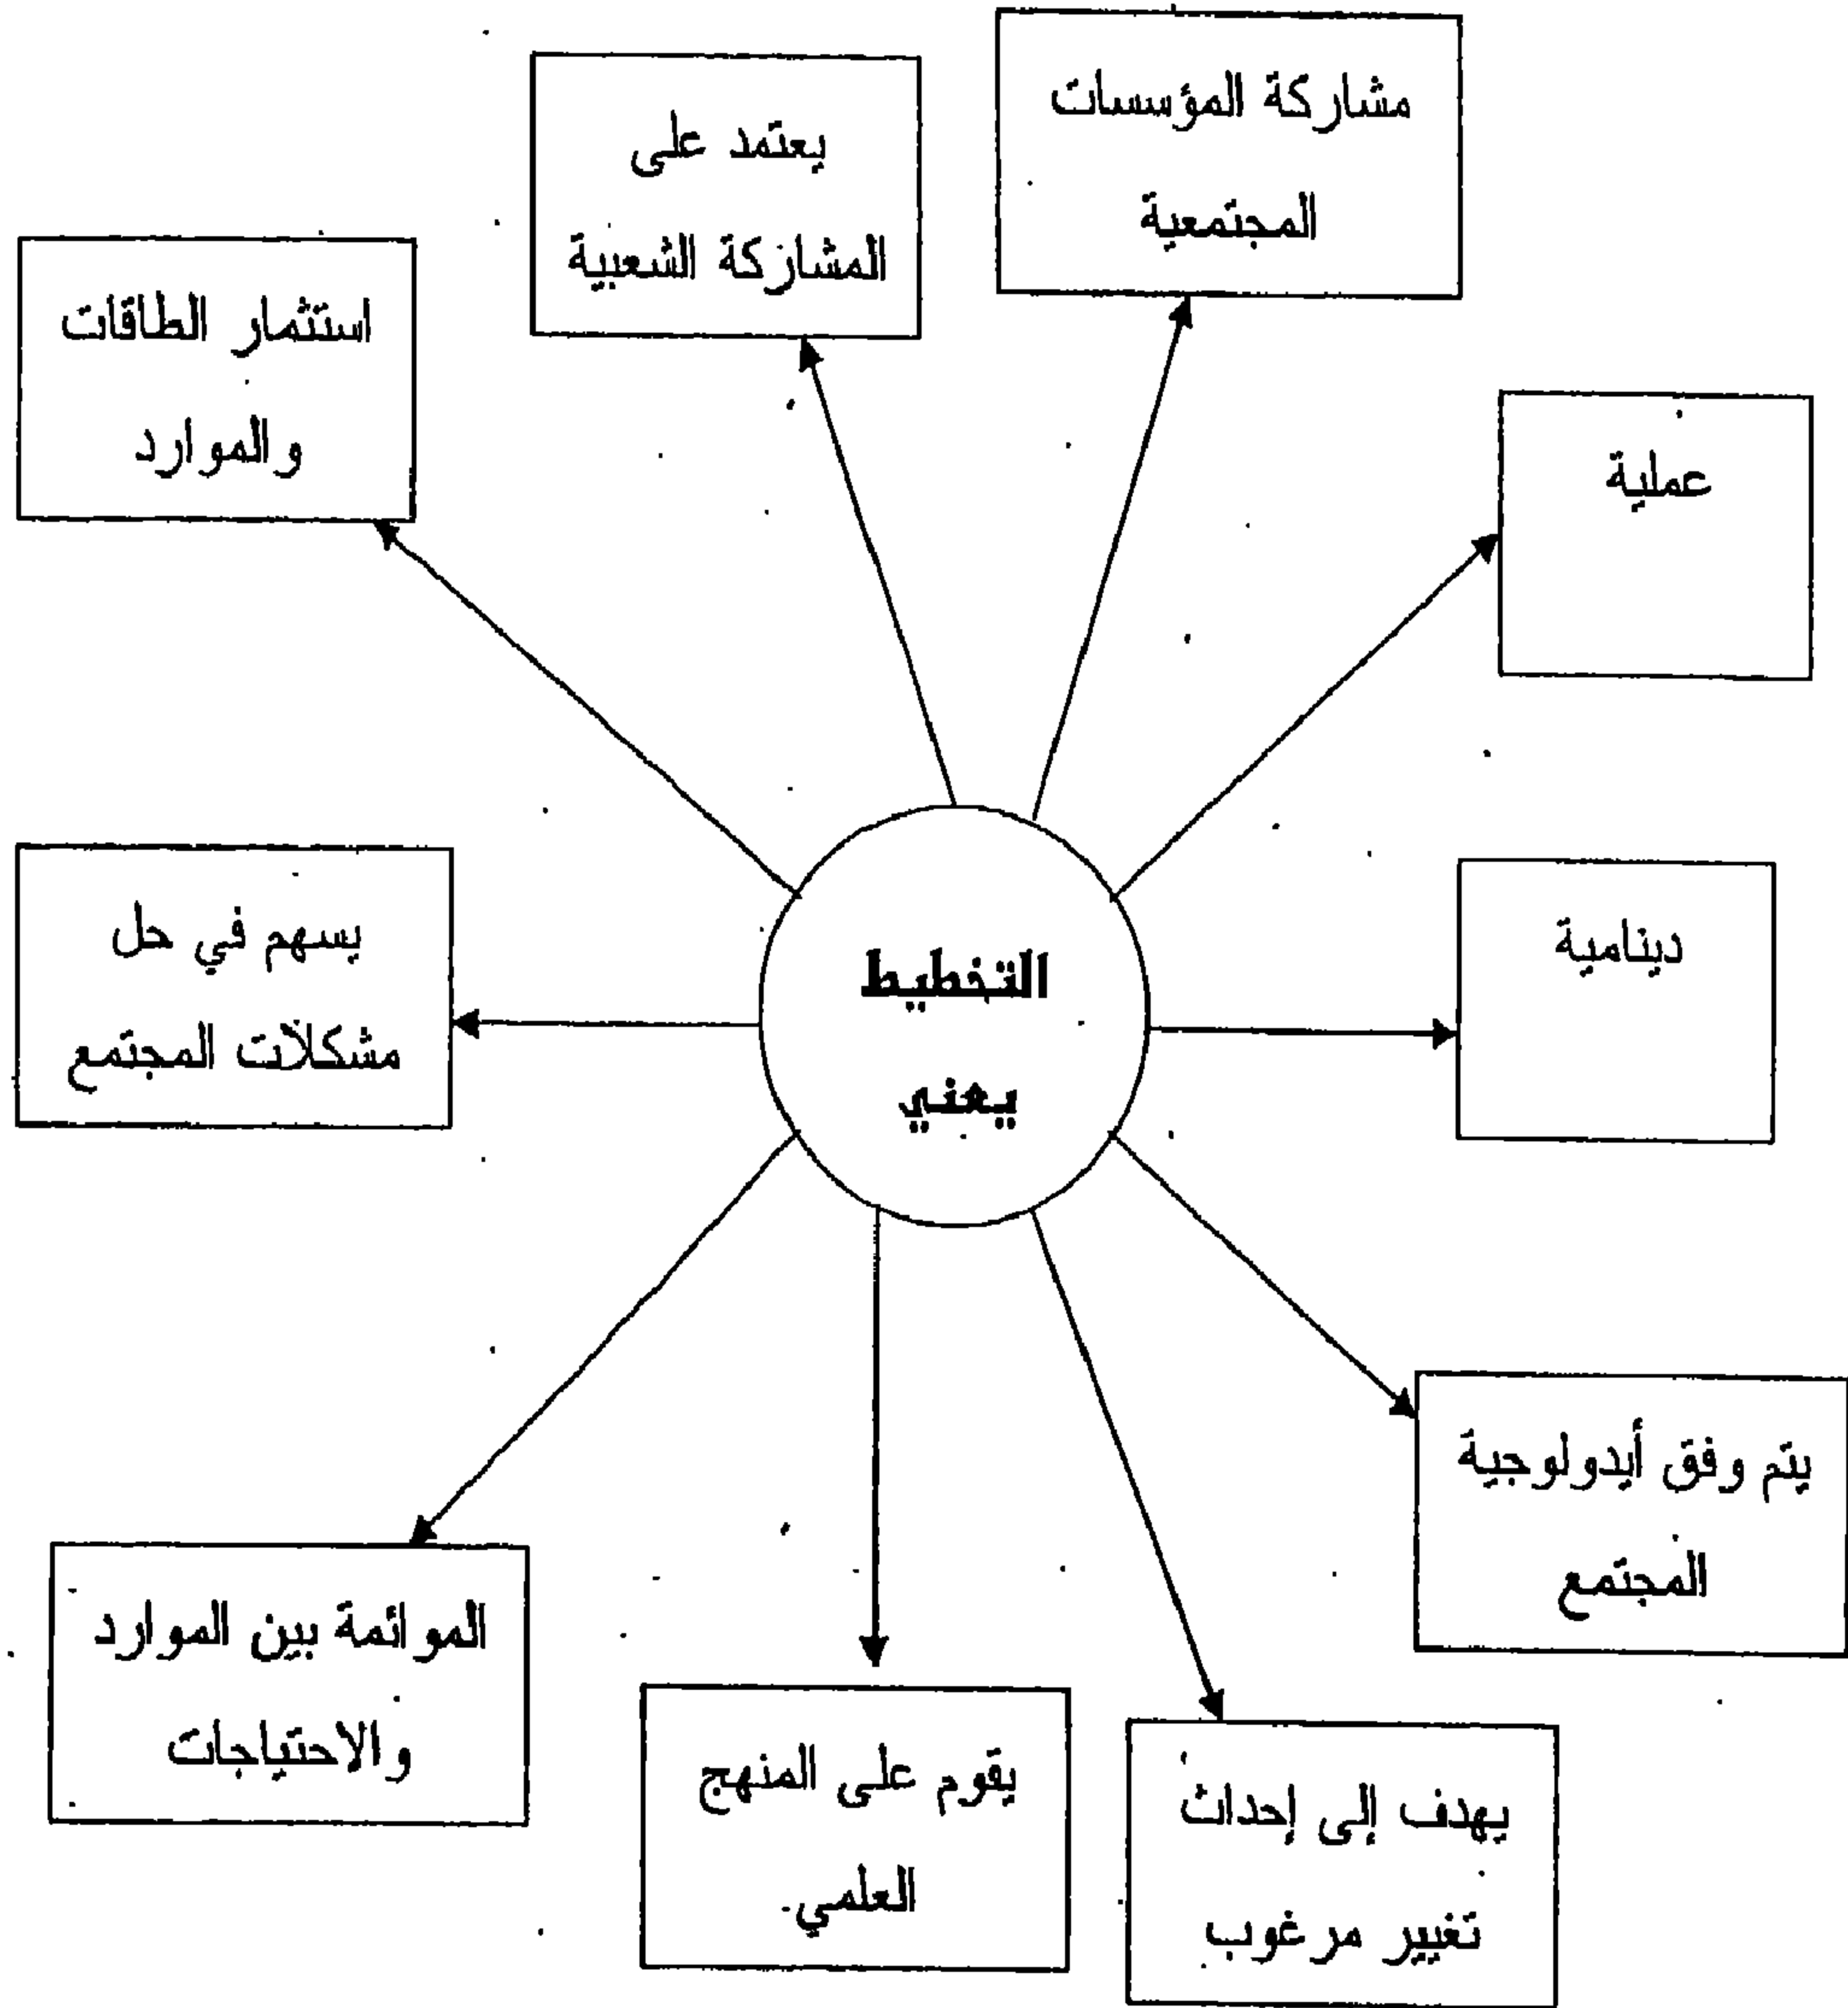 مشاركة المؤسسات
المجتمعية
يعتمد على
المشاركة الشعبية
استثمار الطاقات
والموارد
عملية
يسهم في حل
مشكلات المجتمع
التخطيط
يعني
دينامية
يتم وفق أيدولوجية
المجتمع
الموائمة بين الموارد
والاحتياجات
يقوم على المنهج
العلمي.
يهدف إلى إحداث
تغيير مرغوب